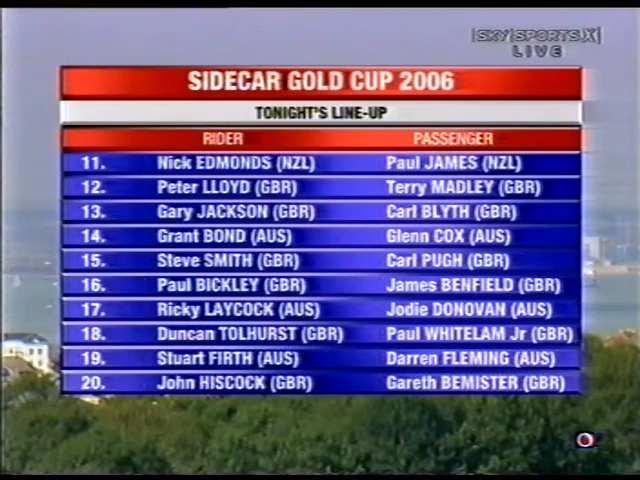 SKY SPORTS X
LIVE
SIDECAR GOLD CUP 2006
TONIGHT'S LINE-UP
RIDER PASSENGER
11. Nick EDMONDS (NZL) Paul JAMES (NZL)
12. Peter LLOYD (GBR) Terry MADLEY (GBR)
13. Gary JACKSON (GBR) Carl BLYTH (GBR)
14. Grant BOND (AUS) Glenn COX (AUS)
15. Steve SMITH (GBR) Carl PUGH (GBR)
16. Paul BICKLEY (GBR) James BENFIELD (GBR)
17. Ricky LAYCOCK (AUS) Jodie DONOVAN (AUS)
18. Duncan TOLHURST (GBR) Paul WHITELAM Jr (GBR)
19. Stuart FIRTH (AUS) Darren FLEMING (AUS)
20. John HISCOCK (GBR) Gareth BEMISTER (GBR)